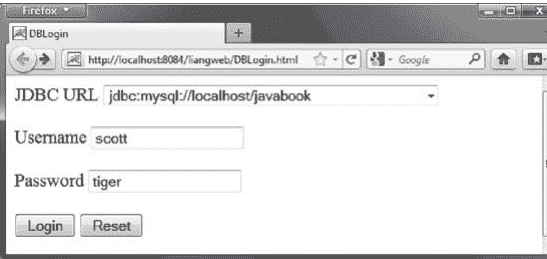 Firefox
DBLogin
http://localhost:8084/liangweb/DBLogin.html
Google
JDBC URL jdbc:mysql://localhost/javabook
Username scott
Password tiger
Login Reset